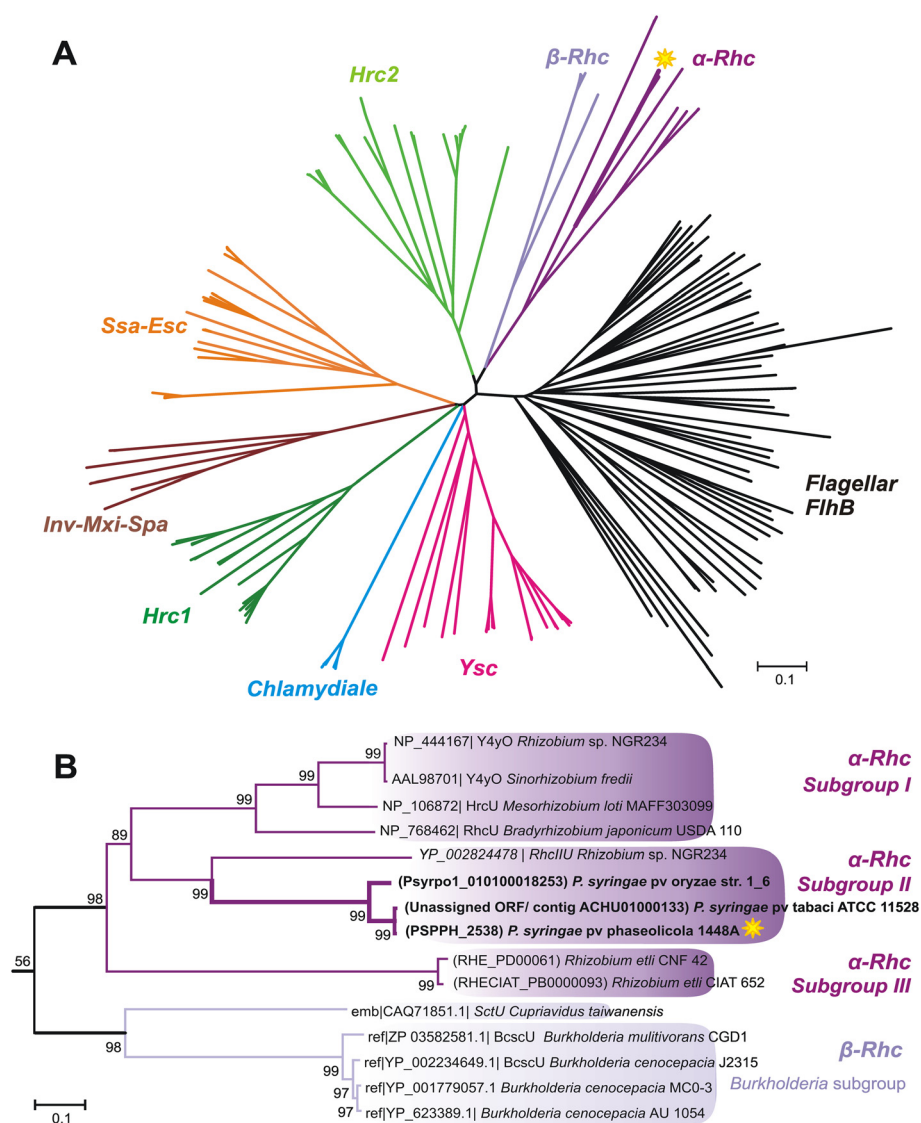 A
Hrc2
β-Rhc
α-Rhc
Ssa-Esc
Inv-Mxi-Spa
Hrc1
Chlamydiale
Ysc
Flagellar
FlhB
0.1
B
NP_444167| Y4yO Rhizobium sp. NGR234
AAL98701| Y4yO Sinorhizobium fredii
NP_106872| HrcU Mesorhizobium loti MAFF303099
NP_768462| RhcU Bradyrhizobium japonicum USDA 110
α-Rhc
Subgroup I
YP_002824478 | RhcIIU Rhizobium sp. NGR234
(Psyrpo1_010100018253) P. syringae pv oryzae str. 1_6
(Unassigned ORF/ contig ACHU01000133) P. syringae pv tabaci ATCC 11528
(PSPPH_2538) P. syringae pv phaseolicola 1448A
α-Rhc
Subgroup II
(RHE_PD00061) Rhizobium etli CNF 42
(RHECIAT_PB0000093) Rhizobium etli CIAT 652
α-Rhc
Subgroup III
emb|CAQ71851.1| SctU Cupriavidus taiwanensis
ref|ZP 03582581.1| BcscU Burkholderia mulitivorans CGD1
ref|YP_002234649.1| BcscU Burkholderia cenocepacia J2315
ref|YP_001779057.1 Burkholderia cenocepacia MC0-3
ref|YP_623389.1| Burkholderia cenocepacia AU 1054
β-Rhc
Burkholderia subgroup
99
99
99
89
99
99
99
98
99
56
98
99
97
97
0.1